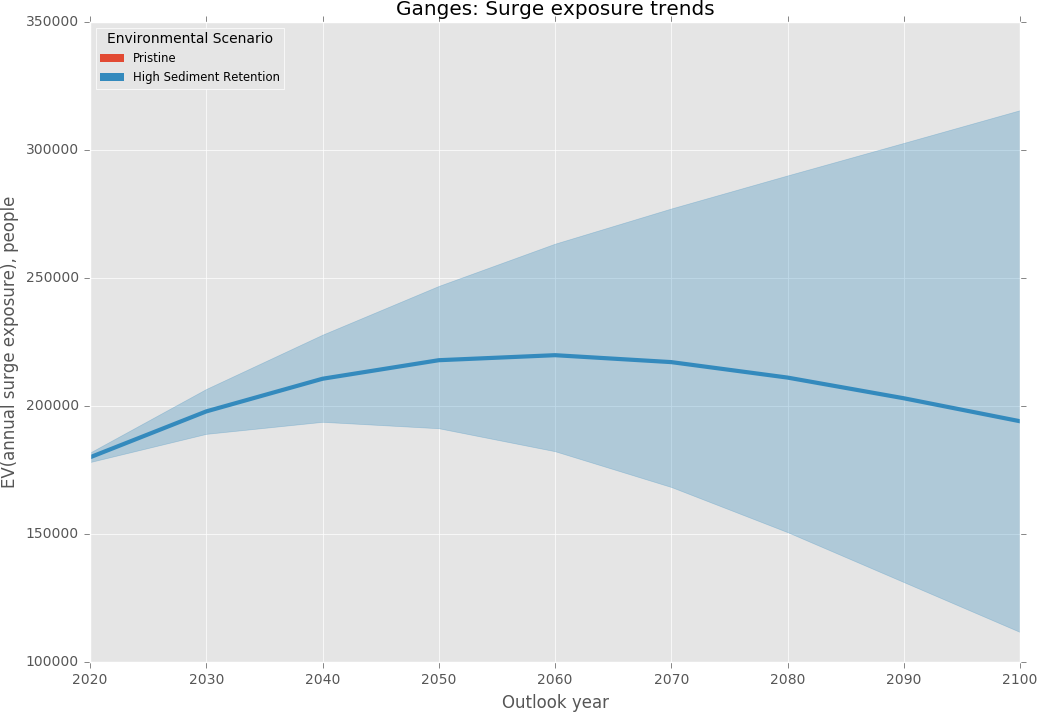 Ganges: Surge exposure trends
350000
300000
250000
200000
150000
100000
EV(annual surge exposure), people
Environmental Scenario
Pristine
High Sediment Retention
2020 2030 2040 2050 2060 2070 2080 2090 2100
Outlook year